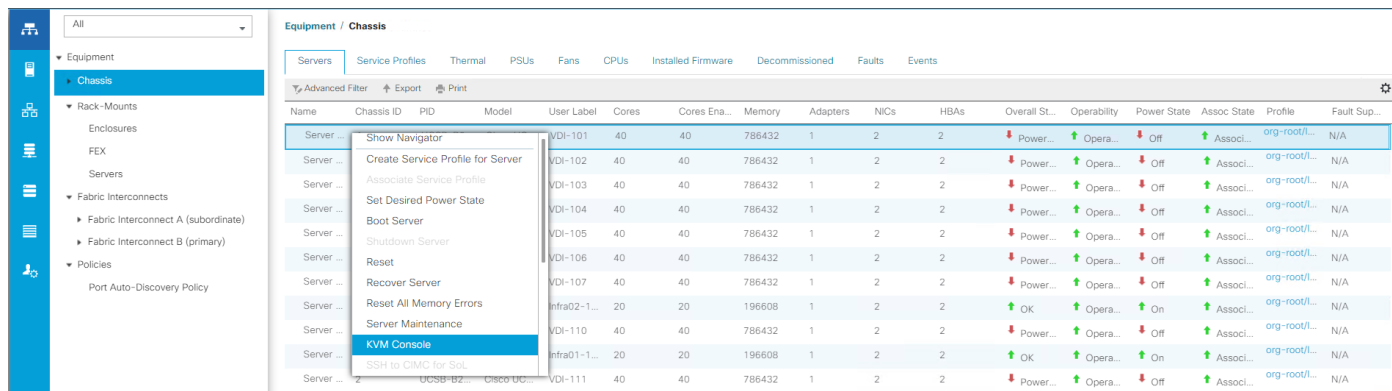 All
Equipment
Chassis
Rack-Mounts
Enclosures
FEX
Servers
Fabric Interconnects
Fabric Interconnect A (subordinate)
Fabric Interconnect B (primary)
Policies
Port Auto-Discovery Policy
Equipment / Chassis
Servers Service Profiles Thermal PSUs Fans CPUs Installed Firmware Decommissioned Faults Events
Advanced Filter Export Print
Name Chassis ID PID Model User Label Cores Cores Ena... Memory Adapters NICs HBAs Overall St... Operability Power State Assoc State Profile Fault Sup...
Server VDI-101 40 40 786432 1 2 2 Power... Opera... Off Associ... org-root/l... N/A
Server ... VDI-102 40 40 786432 1 2 2 Power... Opera... Off Associ... org-root/l... N/A
Server ... VDI-103 40 40 786432 1 2 2 Power... Opera... Off Associ... org-root/l... N/A
Server ... VDI-104 40 40 786432 1 2 2 Power... Opera... Off Associ... org-root/l... N/A
Server ... VDI-105 40 40 786432 1 2 2 Power... Opera... Off Associ... org-root/l... N/A
Server ... VDI-106 40 40 786432 1 2 2 Power... Opera... Off Associ... org-root/l... N/A
Server ... VDI-107 40 40 786432 1 2 2 Power... Opera... Off Associ... org-root/l... N/A
Server ... Infra02-1... 20 20 196608 1 2 2 OK Opera... On Associ... org-root/l... N/A
Server ... VDI-110 40 40 786432 1 2 2 Power... Opera... Off Associ... org-root/l... N/A
Server ... Infra01-1... 20 20 196608 1 2 2 OK Opera... On Associ... org-root/l... N/A
Server ... 2 UCSB-B2... Cisco UC... VDI-111 40 40 786432 1 2 2 Power... Opera... Off Associ... org-root/l... N/A
Show Navigator
Create Service Profile for Server
Associate Service Profile
Set Desired Power State
Boot Server
Shutdown Server
Reset
Recover Server
Reset All Memory Errors
Server Maintenance
KVM Console
SSH to CIMC for SoL